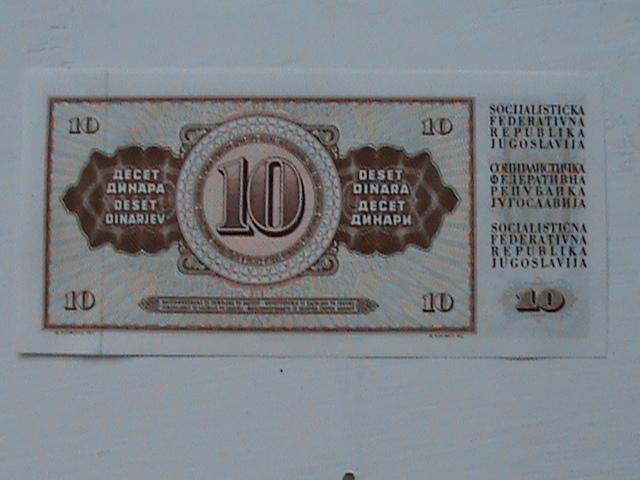 10
10
ДЕСЕТ
ДИНАРА
DESET
DINARJEV
10
DESET
DINARA
ДЕСЕТ
ДИНАРИ
10
10
SOCIJALISTIČKA
FEDERATIVNA
REPUBLIKA
JUGOSLAVIJA
СОЦИЈАЛИСТИЧКА
ФЕДЕРАТИВНА
РЕПУБЛИКА
ЈУГОСЛАВИЈА
SOCIALISTIČNA
FEDERATIVNA
REPUBLIKA
JUGOSLAVIJA
10